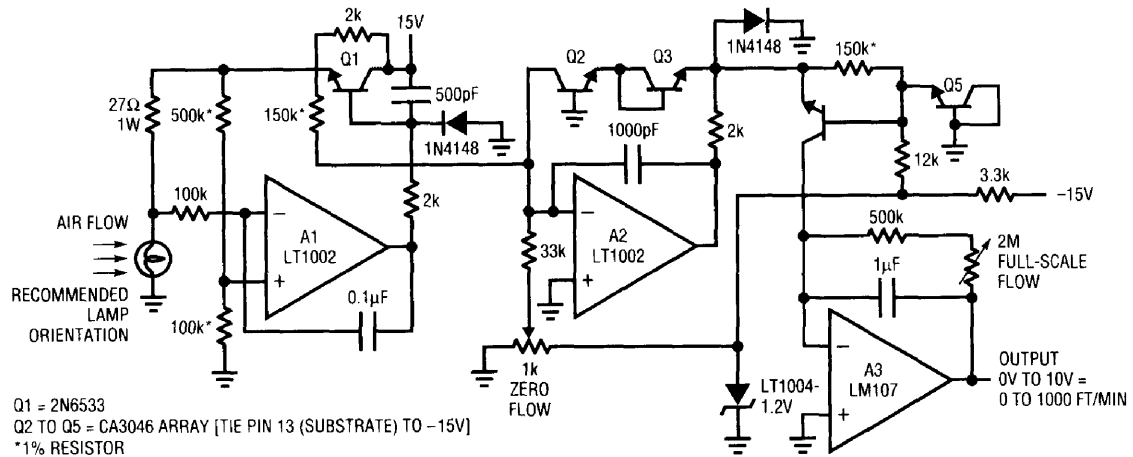 2k
15V
Q1
27Ω
1W
500k*
150k*
500pF
1N4148
2k
100k
AIR FLOW
A1
LT1002
−
+
RECOMMENDED
LAMP
ORIENTATION
100k*
0.1µF
Q2
Q3
1N4148
1000pF
2k
A2
LT1002
−
+
33k
1k
ZERO
FLOW
150k*
Q5
12k
3.3k
−15V
500k
2M
FULL-SCALE
FLOW
1µF
LT1004-
1.2V
A3
LM107
−
+
OUTPUT
0V TO 10V =
0 TO 1000 FT/MIN
Q1 = 2N6533
Q2 TO Q5 = CA3046 ARRAY [TIE PIN 13 (SUBSTRATE) TO −15V]
*1% RESISTOR